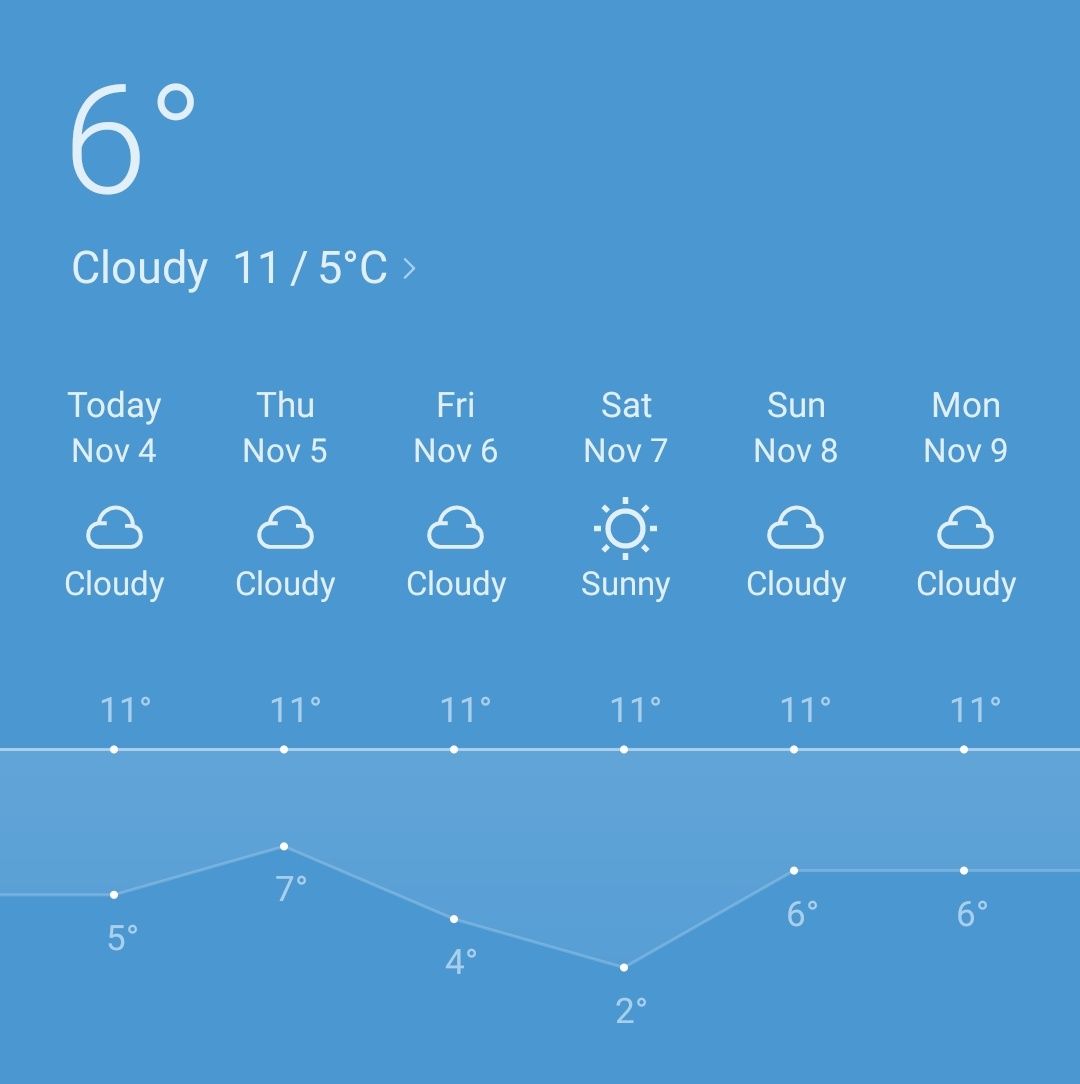 6°
Cloudy 11 / 5°C >
Today Thu Fri Sat Sun Mon
Nov 4 Nov 5 Nov 6 Nov 7 Nov 8 Nov 9
Cloudy Cloudy Cloudy Sunny Cloudy Cloudy
11° 11° 11° 11° 11° 11°
5° 7° 4° 2° 6° 6°